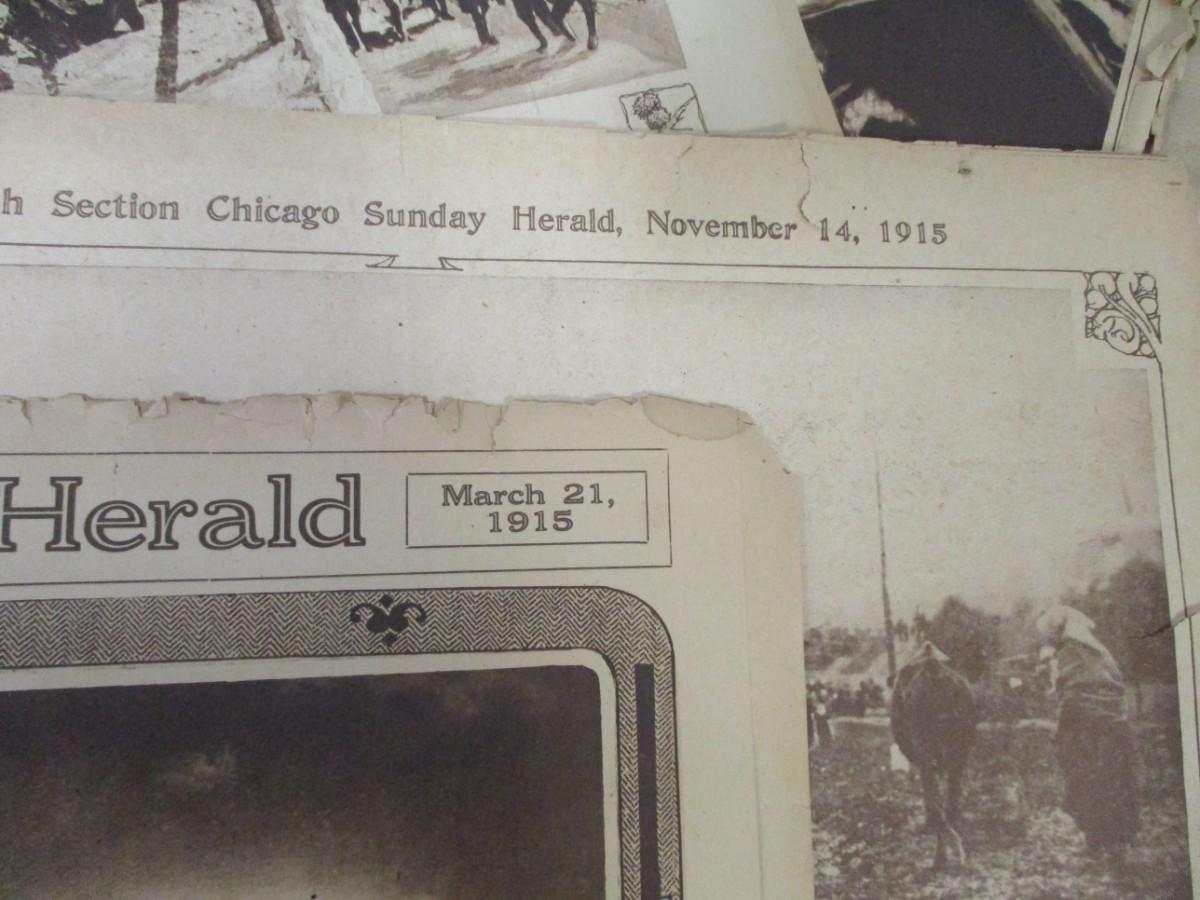 h Section Chicago Sunday Herald, November 14, 1915
Herald
March 21,
1915